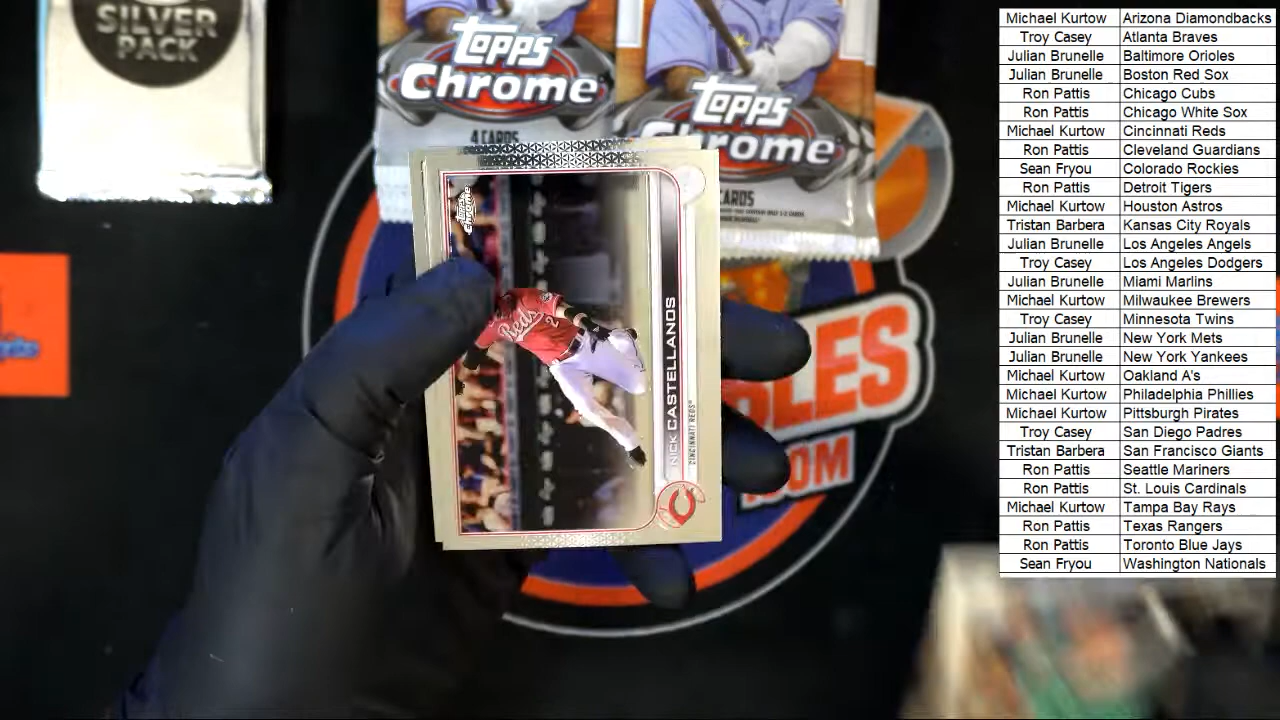 SILVER
PACK
TOPPS
Chrome
4 CARDS
TOPPS
Chrome
CARDS
TOPPS
Chrome
Reds
2
NICK CASTELLANOS
CINCINNATI REDS
C
OLES
.COM
Michael Kurtow Arizona Diamondbacks
Troy Casey Atlanta Braves
Julian Brunelle Baltimore Orioles
Julian Brunelle Boston Red Sox
Ron Pattis Chicago Cubs
Ron Pattis Chicago White Sox
Michael Kurtow Cincinnati Reds
Ron Pattis Cleveland Guardians
Sean Fryou Colorado Rockies
Ron Pattis Detroit Tigers
Michael Kurtow Houston Astros
Tristan Barbera Kansas City Royals
Julian Brunelle Los Angeles Angels
Troy Casey Los Angeles Dodgers
Julian Brunelle Miami Marlins
Michael Kurtow Milwaukee Brewers
Troy Casey Minnesota Twins
Julian Brunelle New York Mets
Julian Brunelle New York Yankees
Michael Kurtow Oakland A's
Michael Kurtow Philadelphia Phillies
Michael Kurtow Pittsburgh Pirates
Troy Casey San Diego Padres
Tristan Barbera San Francisco Giants
Ron Pattis Seattle Mariners
Ron Pattis St. Louis Cardinals
Michael Kurtow Tampa Bay Rays
Ron Pattis Texas Rangers
Ron Pattis Toronto Blue Jays
Sean Fryou Washington Nationals